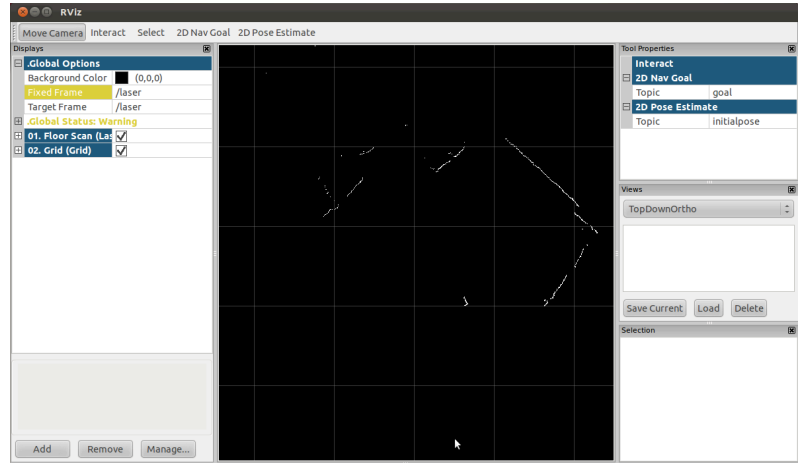 RViz
Move Camera Interact Select 2D Nav Goal 2D Pose Estimate
Displays
.Global Options
Background Color (0,0,0)
Fixed Frame /laser
Target Frame /laser
.Global Status: Warning
01. Floor Scan (Las
02. Grid (Grid)
Add Remove Manage...
Tool Properties
Interact
2D Nav Goal
Topic goal
2D Pose Estimate
Topic initialpose
Views
TopDownOrtho
Save Current Load Delete
Selection